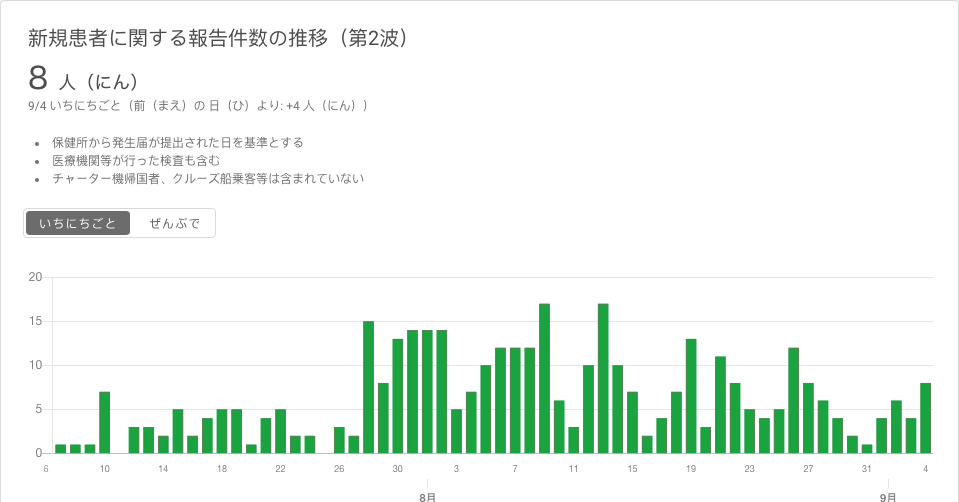 新規患者に関する報告件数の推移（第2波）
8 人（にん）
9/4 いちにちごと（前（まえ）の 日（ひ）より: +4 人（にん））
保健所から発生届が提出された日を基準とする
医療機関等が行った検査も含む
チャーター機帰国者、クルーズ船乗客等は含まれていない
いちにちごと ぜんぶで
20
15
10
5
0
6 10 14 18 22 26 30 3 7 11 15 19 23 27 31 4
8月 9月